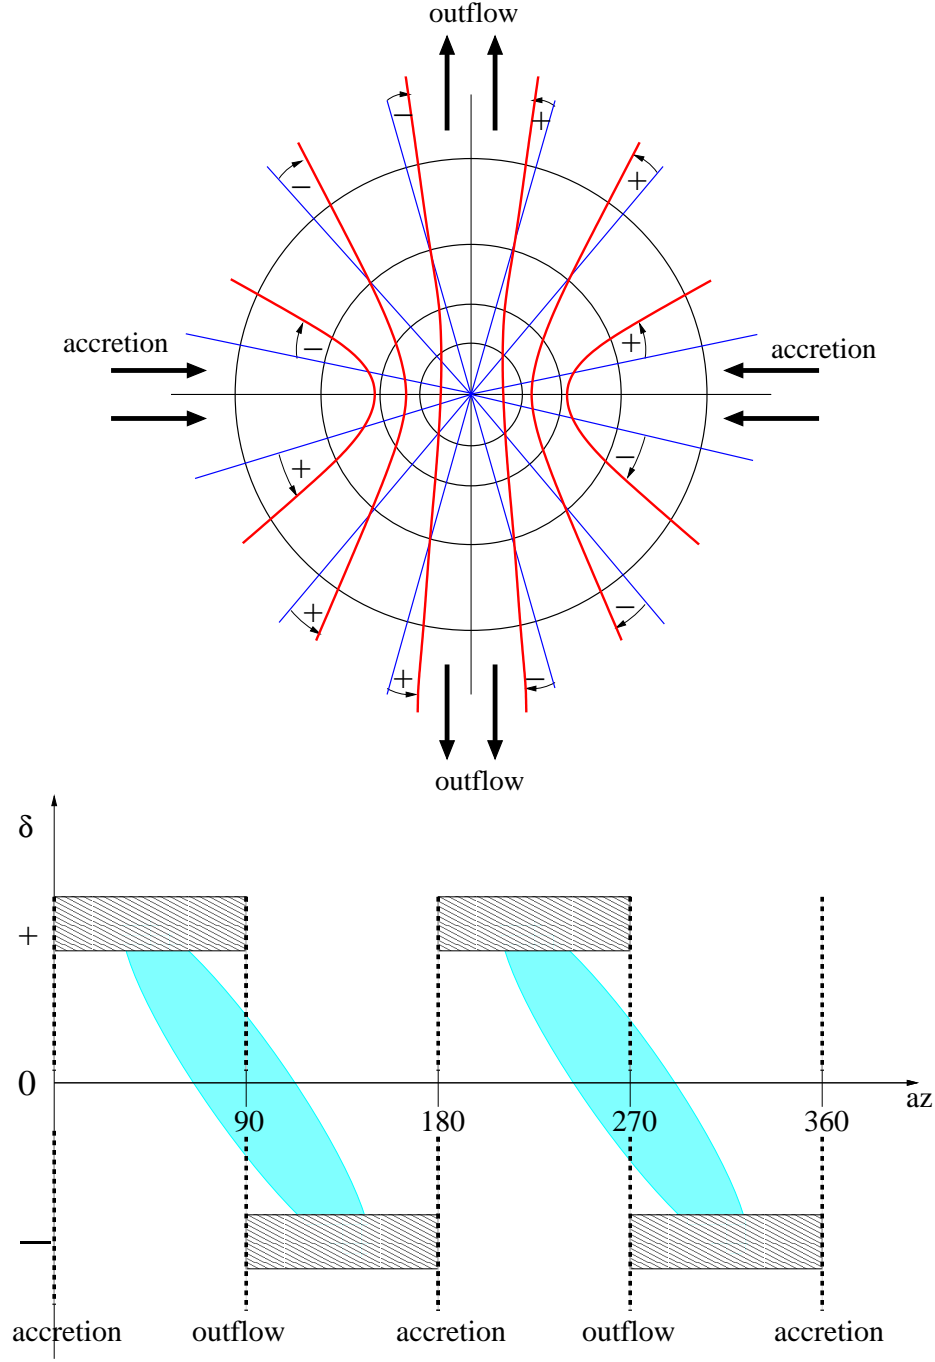 outflow
− +
− +
accretion − + accretion
+ −
+ −
+ −
outflow
δ
+
0
90 180 270 360 az
−
accretion outflow accretion outflow accretion